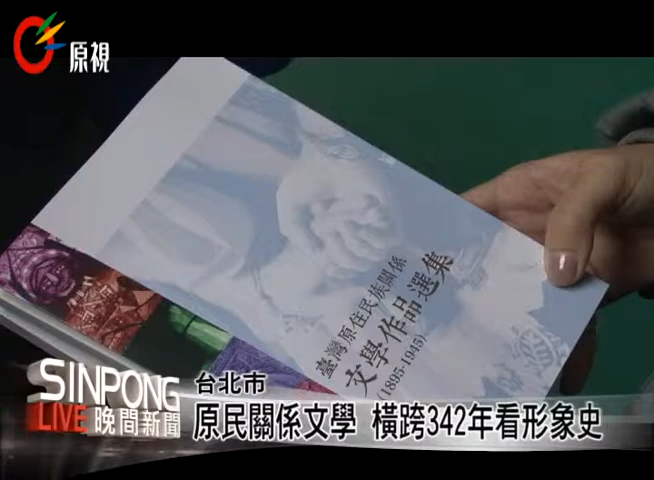 原視
臺灣原住民族關係
文學作品選集
(1895-1945)
SINPONG
LIVE 晚間新聞
台北市
原民關係文學 橫跨342年看形象史